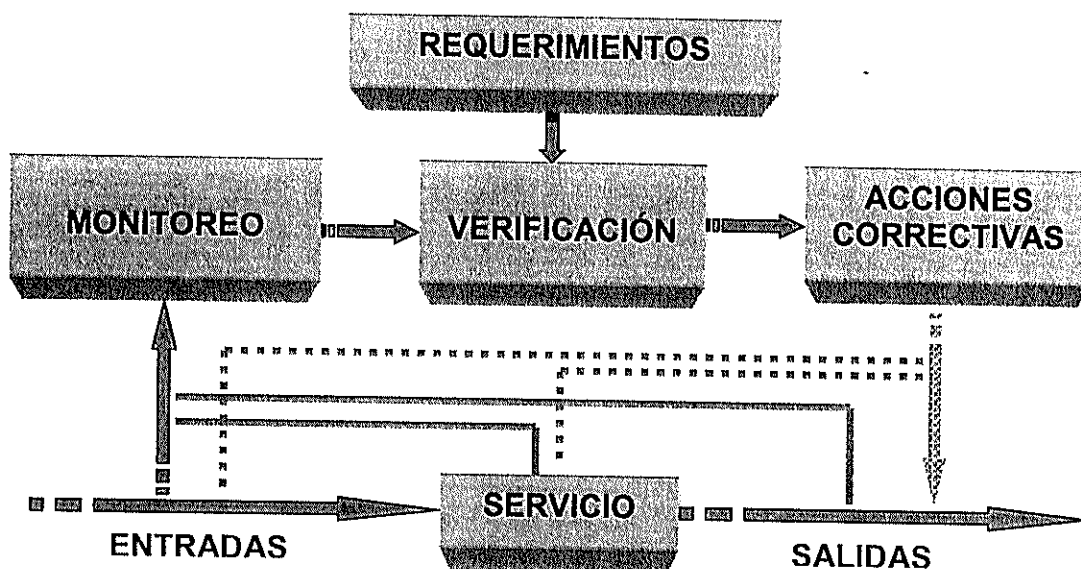 REQUERIMIENTOS
MONITOREO
VERIFICACIÓN
ACCIONES
CORRECTIVAS
SERVICIO
ENTRADAS
SALIDAS